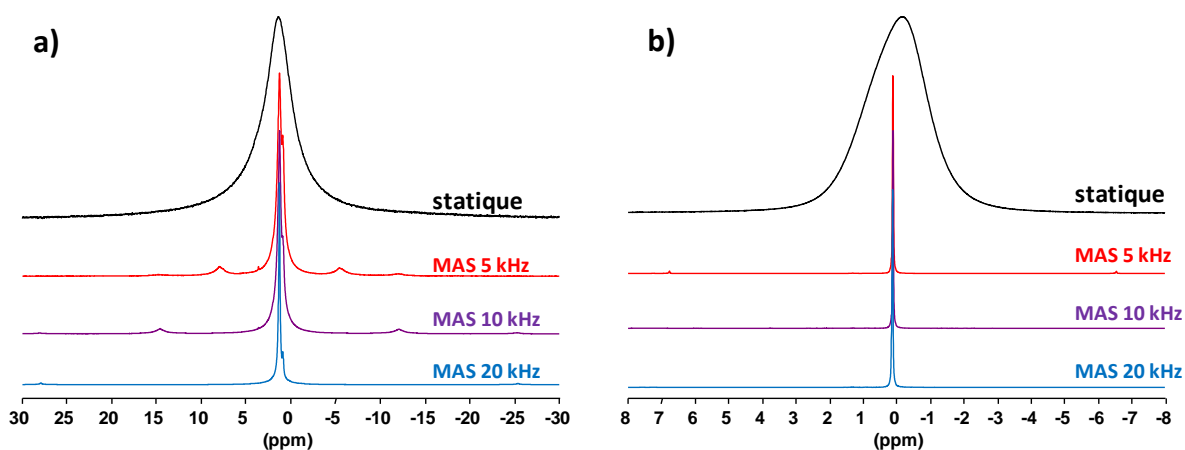 a)
statique
MAS 5 kHz
MAS 10 kHz
MAS 20 kHz
30 25 20 15 10 5 0 -5 -10 -15 -20 -25 -30
(ppm)
b)
statique
MAS 5 kHz
MAS 10 kHz
MAS 20 kHz
8 7 6 5 4 3 2 1 0 -1 -2 -3 -4 -5 -6 -7 -8
(ppm)